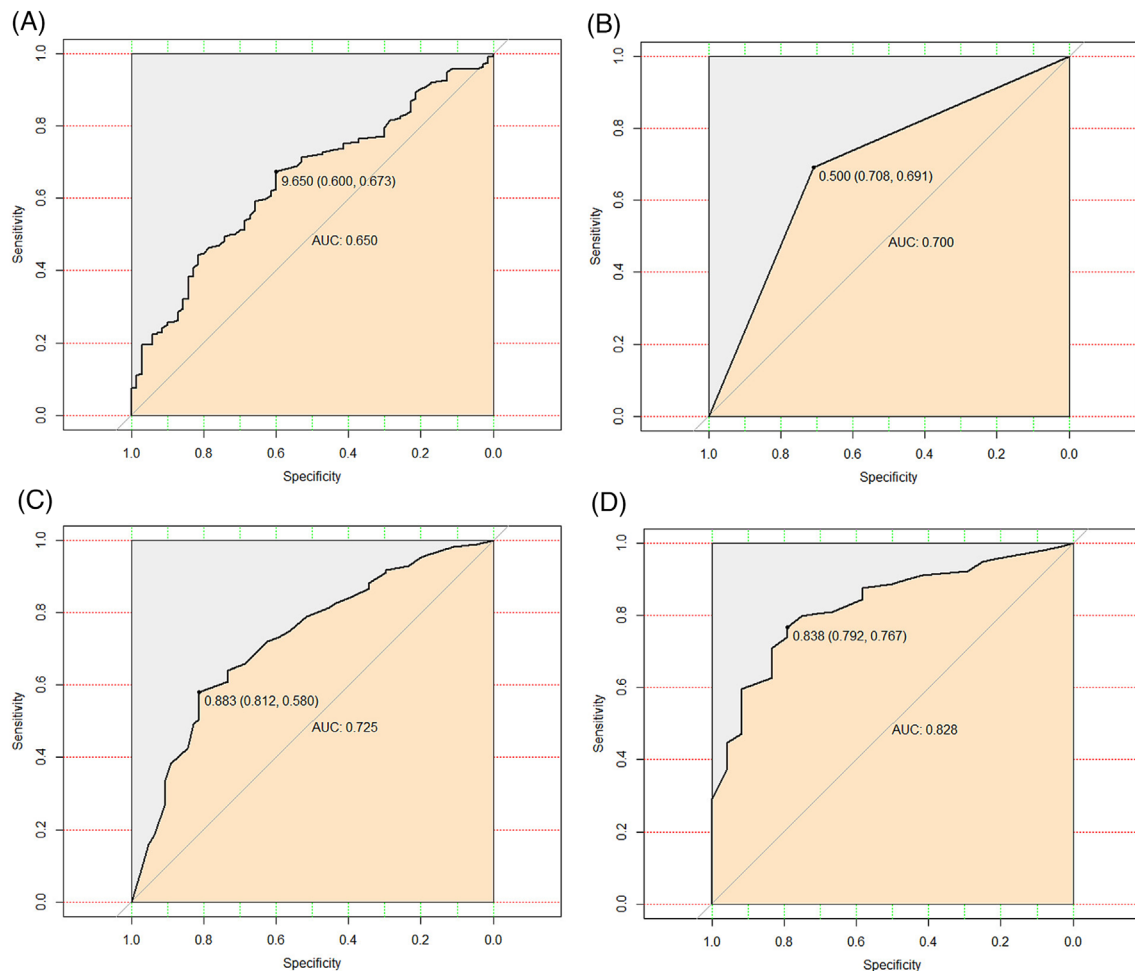 (A)
1.0
0.8
0.6
0.4
0.2
0.0
Sensitivity
9.650 (0.600, 0.673)
AUC: 0.650
1.0 0.8 0.6 0.4 0.2 0.0
Specificity
(B)
1.0
0.8
0.6
0.4
0.2
0.0
Sensitivity
0.500 (0.708, 0.691)
AUC: 0.700
1.0 0.8 0.6 0.4 0.2 0.0
Specificity
(C)
1.0
0.8
0.6
0.4
0.2
0.0
Sensitivity
0.883 (0.812, 0.580)
AUC: 0.725
1.0 0.8 0.6 0.4 0.2 0.0
Specificity
(D)
1.0
0.8
0.6
0.4
0.2
0.0
Sensitivity
0.838 (0.792, 0.767)
AUC: 0.828
1.0 0.8 0.6 0.4 0.2 0.0
Specificity